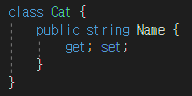 class Cat {
public string Name {
get; set;
}
}